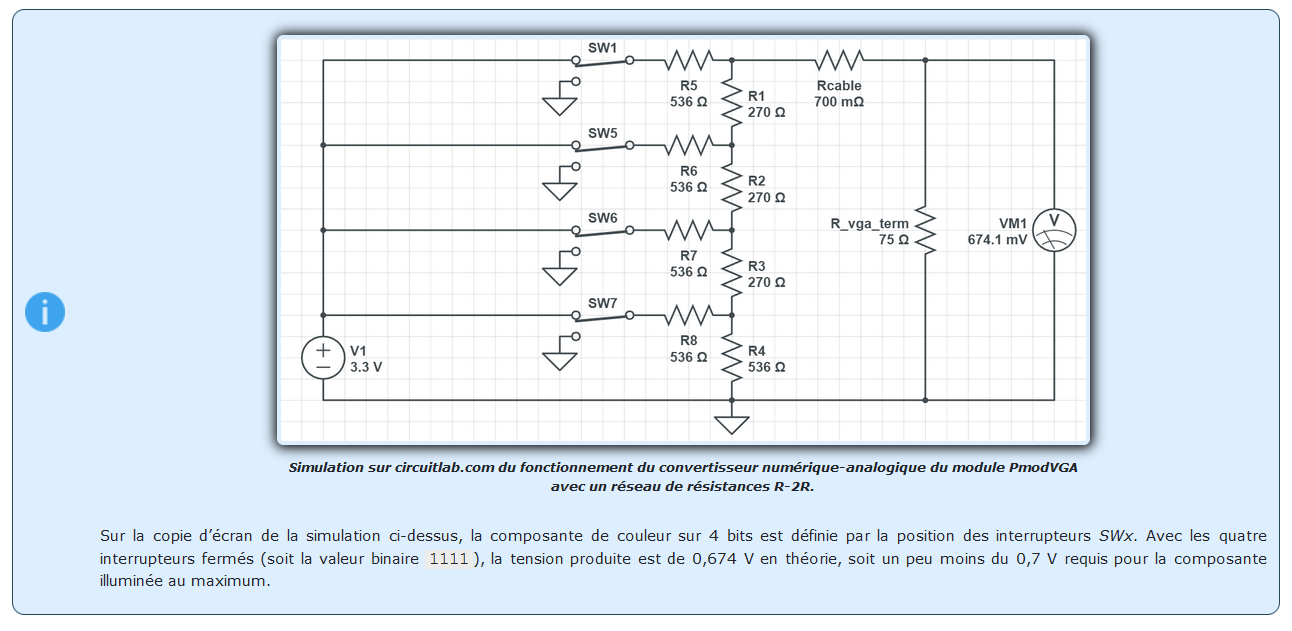 SW1
R5
536 Ω
R1
270 Ω
Rcable
700 mΩ
SW5
R6
536 Ω
R2
270 Ω
SW6
R7
536 Ω
R3
270 Ω
R_vga_term
75 Ω
VM1
674.1 mV
V
SW7
R8
536 Ω
R4
536 Ω
V1
3.3 V
i
Simulation sur circuitlab.com du fonctionnement du convertisseur numérique-analogique du module PmodVGA
avec un réseau de résistances R-2R.
Sur la copie d’écran de la simulation ci-dessus, la composante de couleur sur 4 bits est définie par la position des interrupteurs SWx. Avec les quatre
interrupteurs fermés (soit la valeur binaire 1111), la tension produite est de 0,674 V en théorie, soit un peu moins du 0,7 V requis pour la composante
illuminée au maximum.